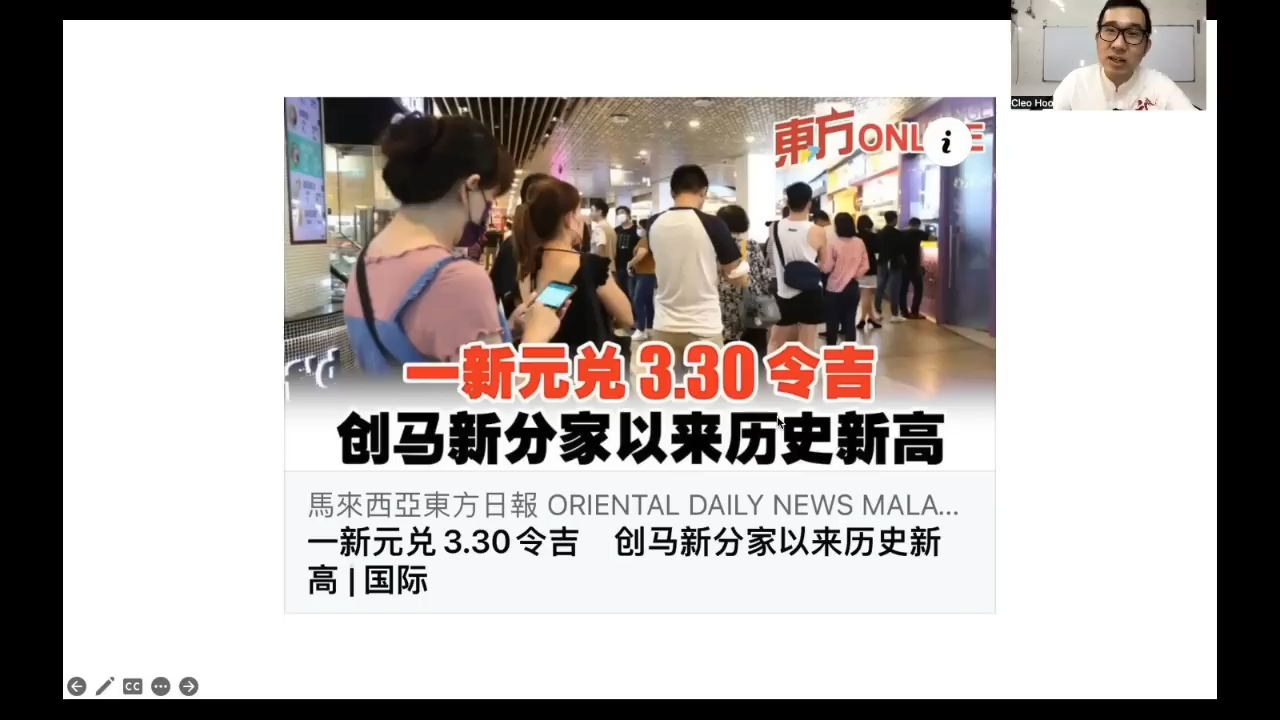 Cleo Hoo
東方ONL
E
i
一新元兑 3.30 令吉
创马新分家以来历史新高
馬來西亞東方日報 ORIENTAL DAILY NEWS MALA...
一新元兑 3.30 令吉　创马新分家以来历史新
高 | 国际
CC